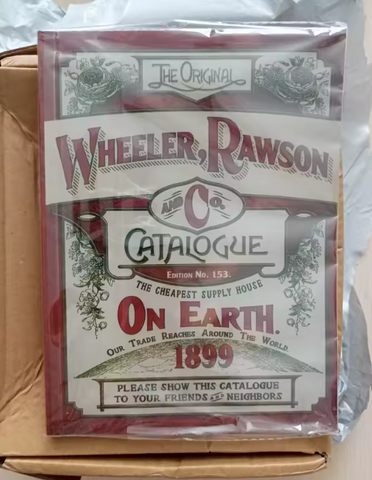 THE ORIGINAL
WHEELER, RAWSON
AND CO.
CATALOGUE
EDITION NO. 153.
THE CHEAPEST SUPPLY HOUSE
ON EARTH.
OUR TRADE REACHES AROUND THE WORLD
1899
PLEASE SHOW THIS CATALOGUE
TO YOUR FRIENDS AND NEIGHBORS